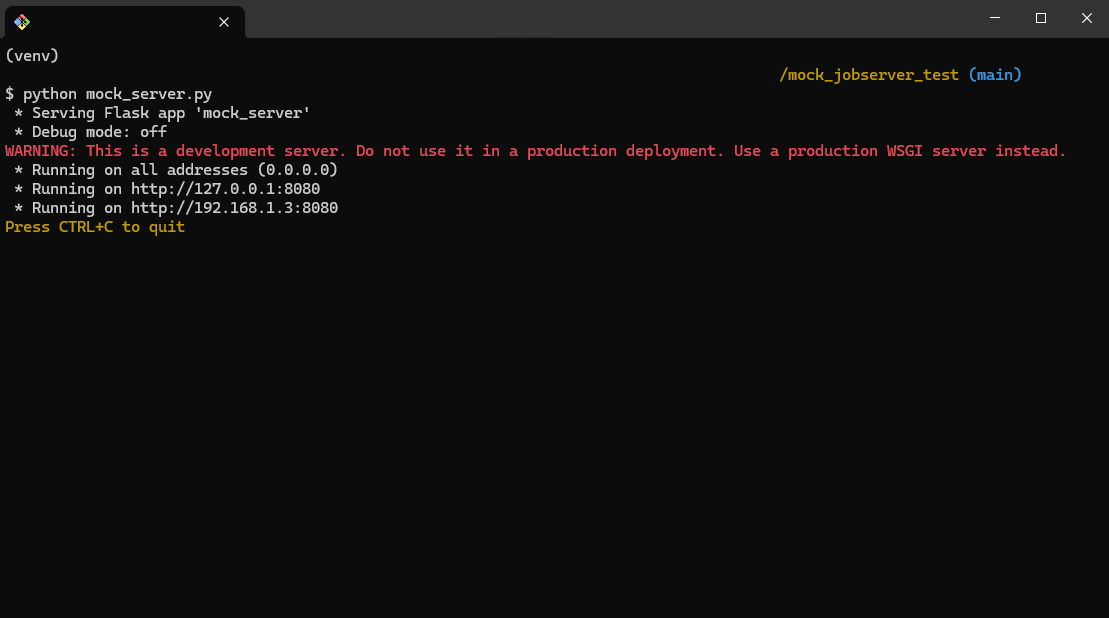 (venv)
/mock_jobserver_test (main)
$ python mock_server.py
 * Serving Flask app 'mock_server'
 * Debug mode: off
WARNING: This is a development server. Do not use it in a production deployment. Use a production WSGI server instead.
 * Running on all addresses (0.0.0.0)
 * Running on http://127.0.0.1:8080
 * Running on http://192.168.1.3:8080
Press CTRL+C to quit